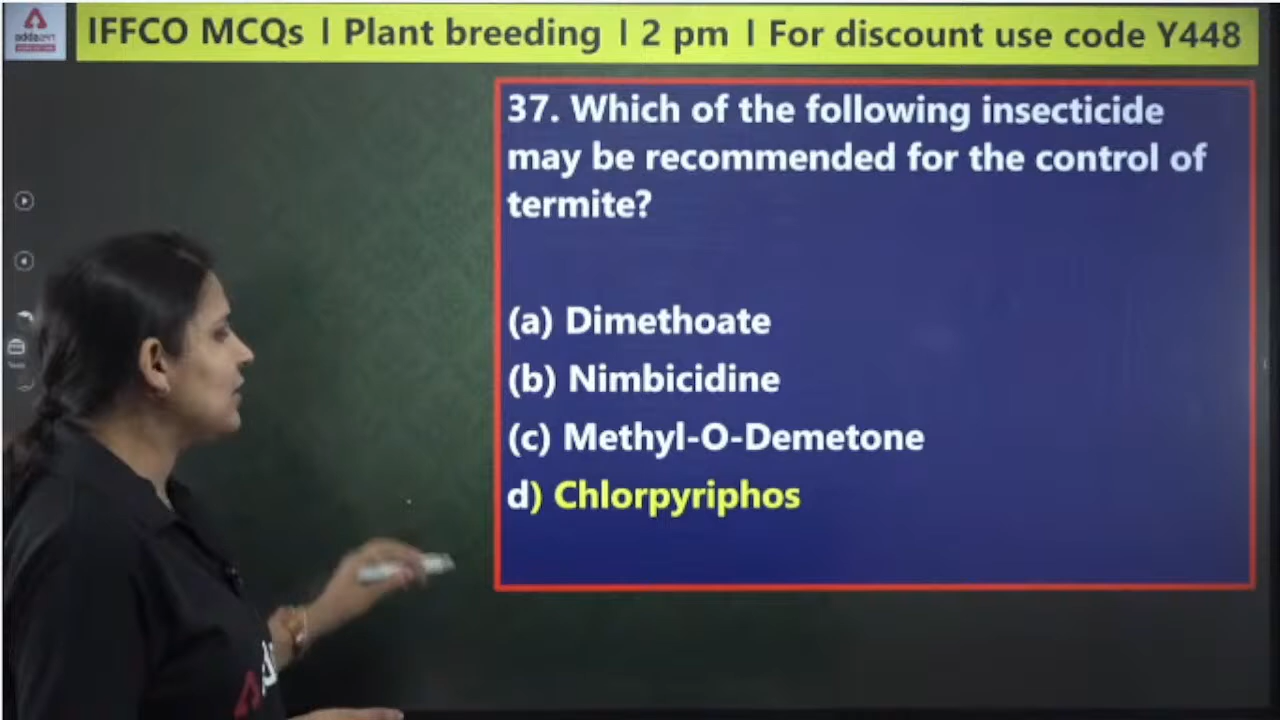 adda247
IFFCO MCQs I Plant breeding I 2 pm I For discount use code Y448
37. Which of the following insecticide
may be recommended for the control of
termite?
(a) Dimethoate
(b) Nimbicidine
(c) Methyl-O-Demetone
d) Chlorpyriphos